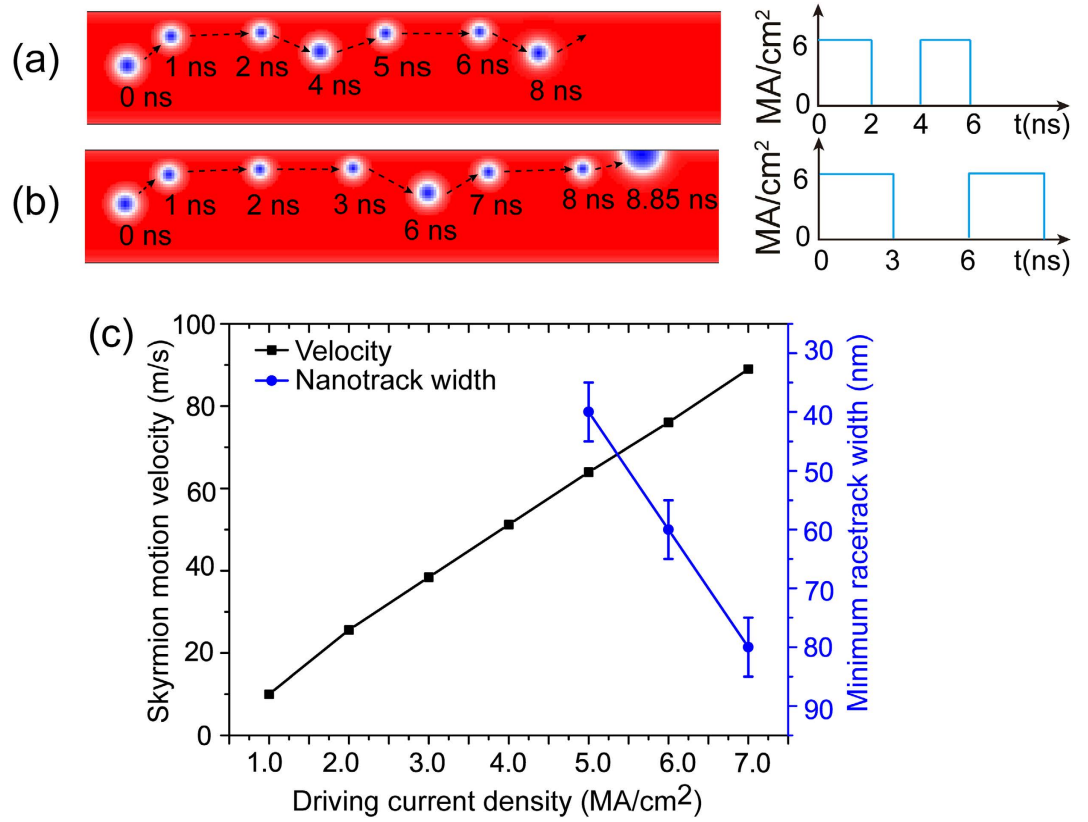 (a)
0 ns
1 ns
2 ns
4 ns
5 ns
6 ns
8 ns
MA/cm²
6
0
0 2 4 6 t(ns)
(b)
0 ns
1 ns
2 ns
3 ns
6 ns
7 ns
8 ns
8.85 ns
MA/cm²
6
0
0 3 6 t(ns)
(c)
Velocity
Nanotrack width
Skyrmion motion velocity (m/s)
100
80
60
40
20
0
1.0 2.0 3.0 4.0 5.0 6.0 7.0
Driving current density (MA/cm²)
30
40
50
60
70
80
90
Minimum racetrack width (nm)